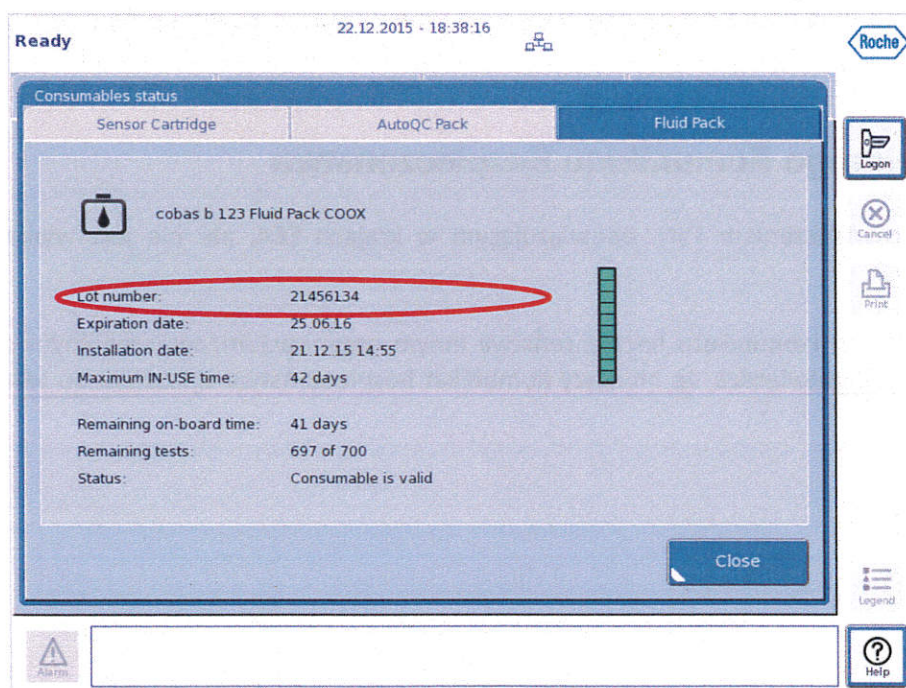 Ready
22.12.2015 - 18:38:16
Roche
Consumables status
Sensor Cartridge
AutoQC Pack
Fluid Pack
Logon
cobas b 123 Fluid Pack COOX
Cancel
Lot number: 21456134
Print
Expiration date: 25.06.16
Installation date: 21.12.15 14:55
Maximum IN-USE time: 42 days
Remaining on-board time: 41 days
Remaining tests: 697 of 700
Status: Consumable is valid
Close
Legend
Alarm
Help